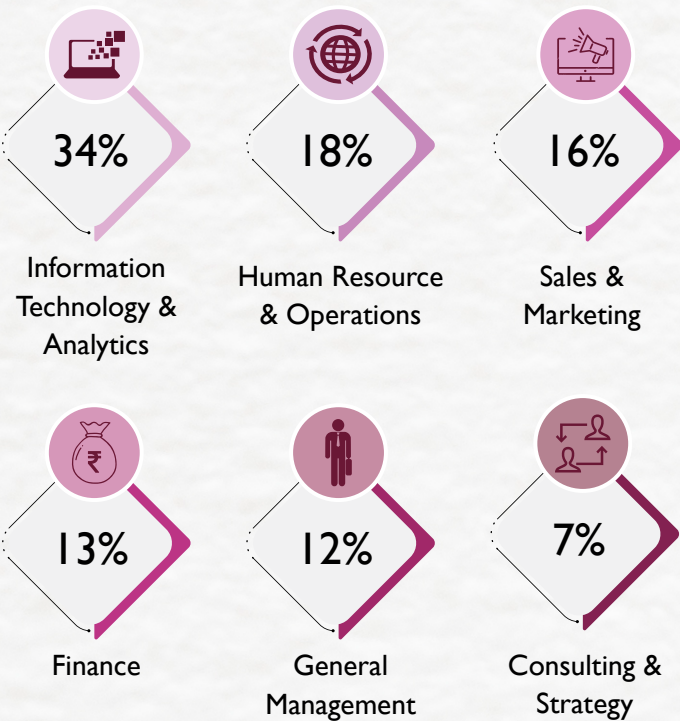 34%
Information
Technology &
Analytics
18%
Human Resource
& Operations
16%
Sales &
Marketing
₹
13%
Finance
12%
General
Management
7%
Consulting &
Strategy